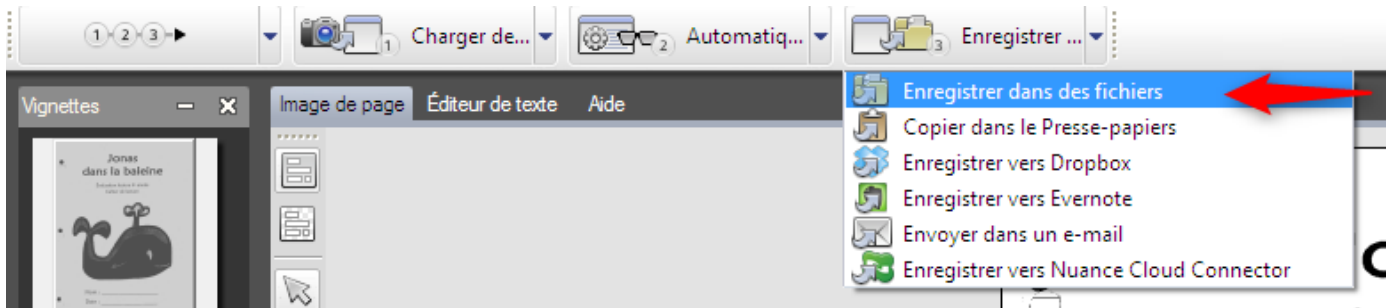 1 2 3
1 Charger de...
2 Automatiq...
3 Enregistrer ...
Enregistrer dans des fichiers
Copier dans le Presse-papiers
Enregistrer vers Dropbox
Enregistrer vers Evernote
Envoyer dans un e-mail
Enregistrer vers Nuance Cloud Connector
Vignettes
Image de page Éditeur de texte Aide
Jonas
dans la baleine
Nom :
Date :